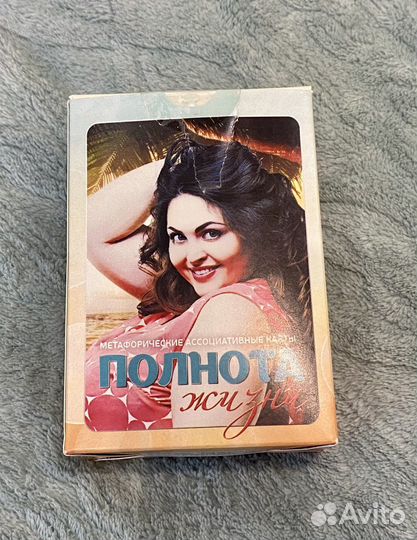 МЕТАФОРИЧЕСКИЕ АССОЦИАТИВНЫЕ КАРТЫ
ПОЛНОТА
жизни
Avito